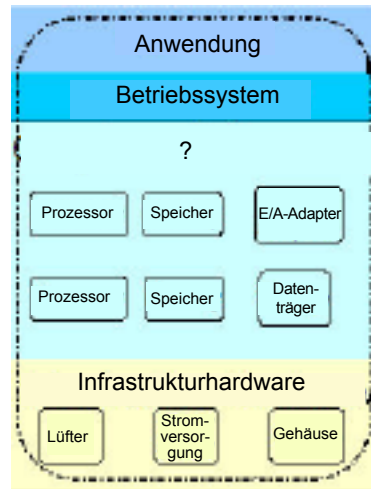 Anwendung
Betriebssystem
?
Prozessor
Speicher
E/A-Adapter
Prozessor
Speicher
Daten-
träger
Infrastrukturhardware
Lüfter
Strom-
versor-
gung
Gehäuse